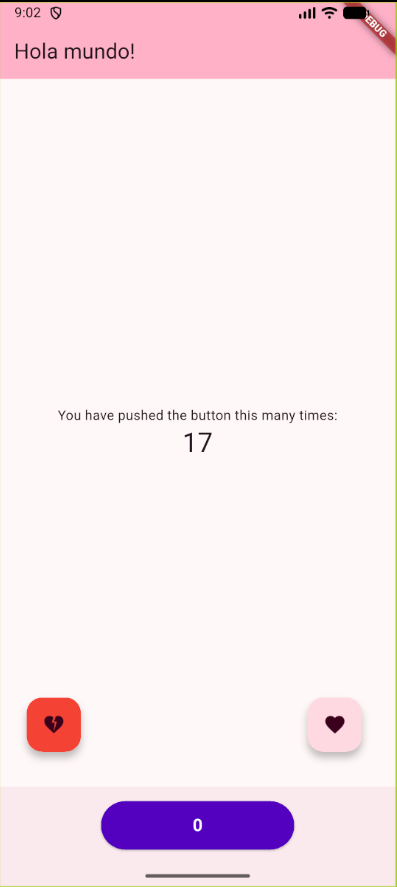 9:02
DEBUG
Hola mundo!
You have pushed the button this many times:
17
0